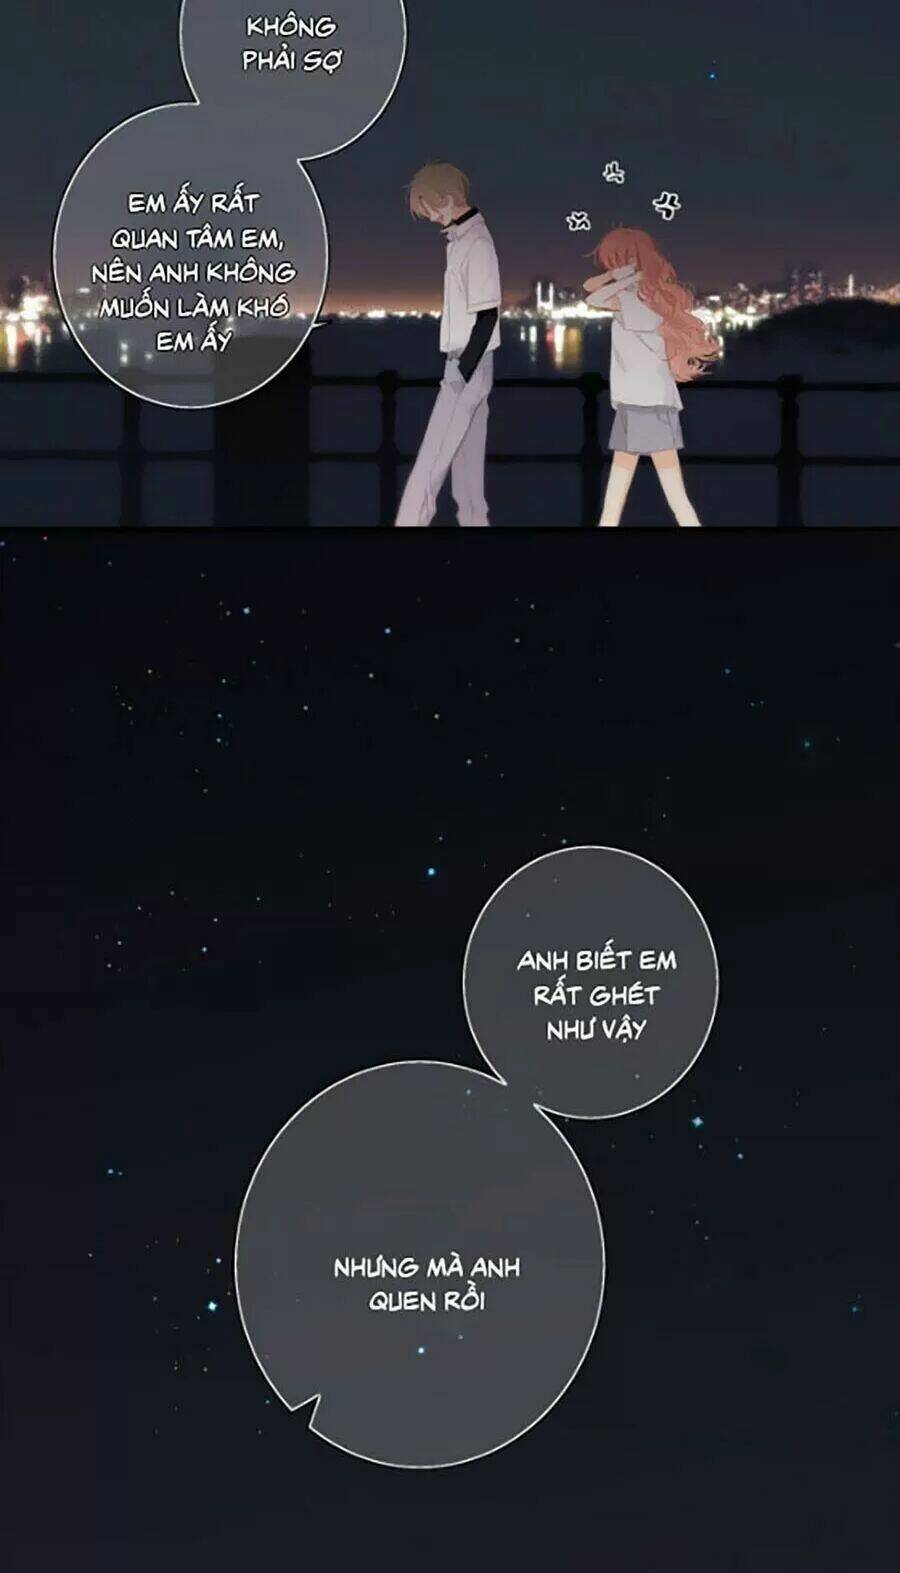 KHÔNG
PHẢI SỢ
EM ẤY RẤT
QUAN TÂM EM,
NÊN ANH KHÔNG
MUỐN LÀM KHÓ
EM ẤY
ANH BIẾT EM
RẤT GHÉT
NHƯ VẬY
NHƯNG MÀ ANH
QUEN RỒI